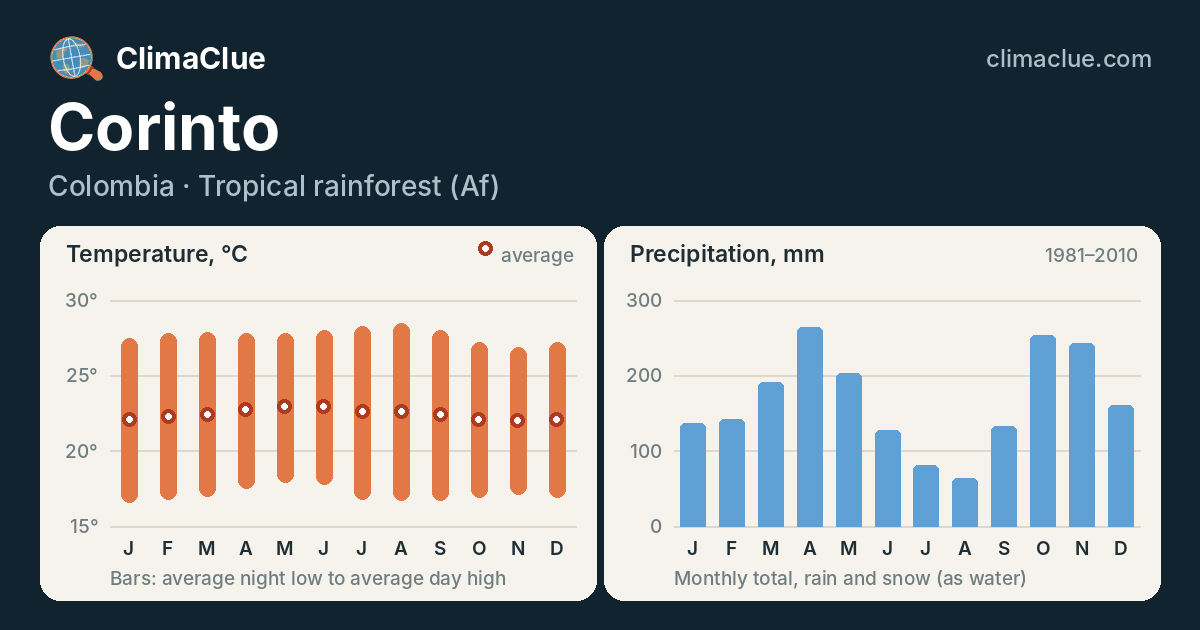 ClimaClue
climaclue.com
Corinto
Colombia · Tropical rainforest (Af)
Temperature, °C
average
30°
25°
20°
15°
J F M A M J J A S O N D
Bars: average night low to average day high
Precipitation, mm
1981–2010
300
200
100
0
J F M A M J J A S O N D
Monthly total, rain and snow (as water)